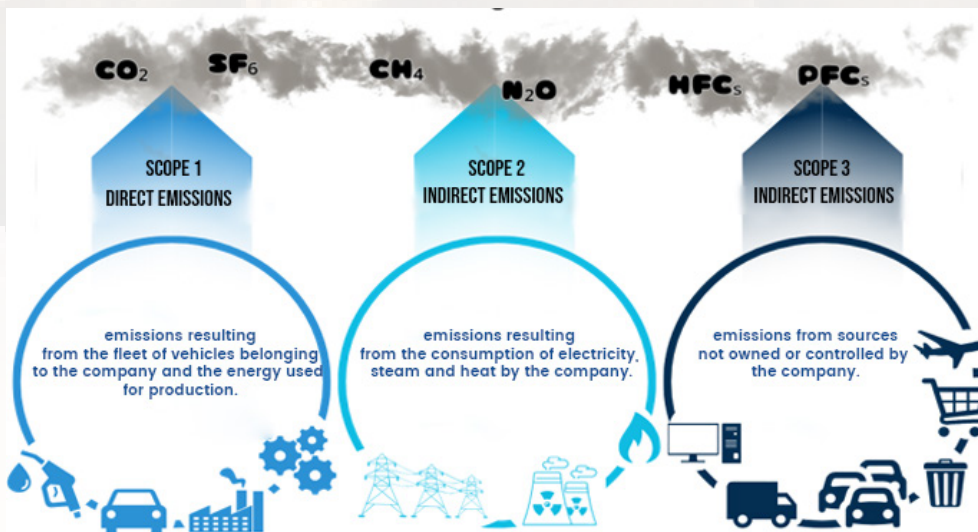 CO₂ SF₆ CH₄ N₂O HFCs PFCs
SCOPE 1
DIRECT EMISSIONS
SCOPE 2
INDIRECT EMISSIONS
SCOPE 3
INDIRECT EMISSIONS
emissions resulting
from the fleet of vehicles belonging
to the company and the energy used
for production.
emissions resulting
from the consumption of electricity,
steam and heat by the company.
emissions from sources
not owned or controlled by
the company.